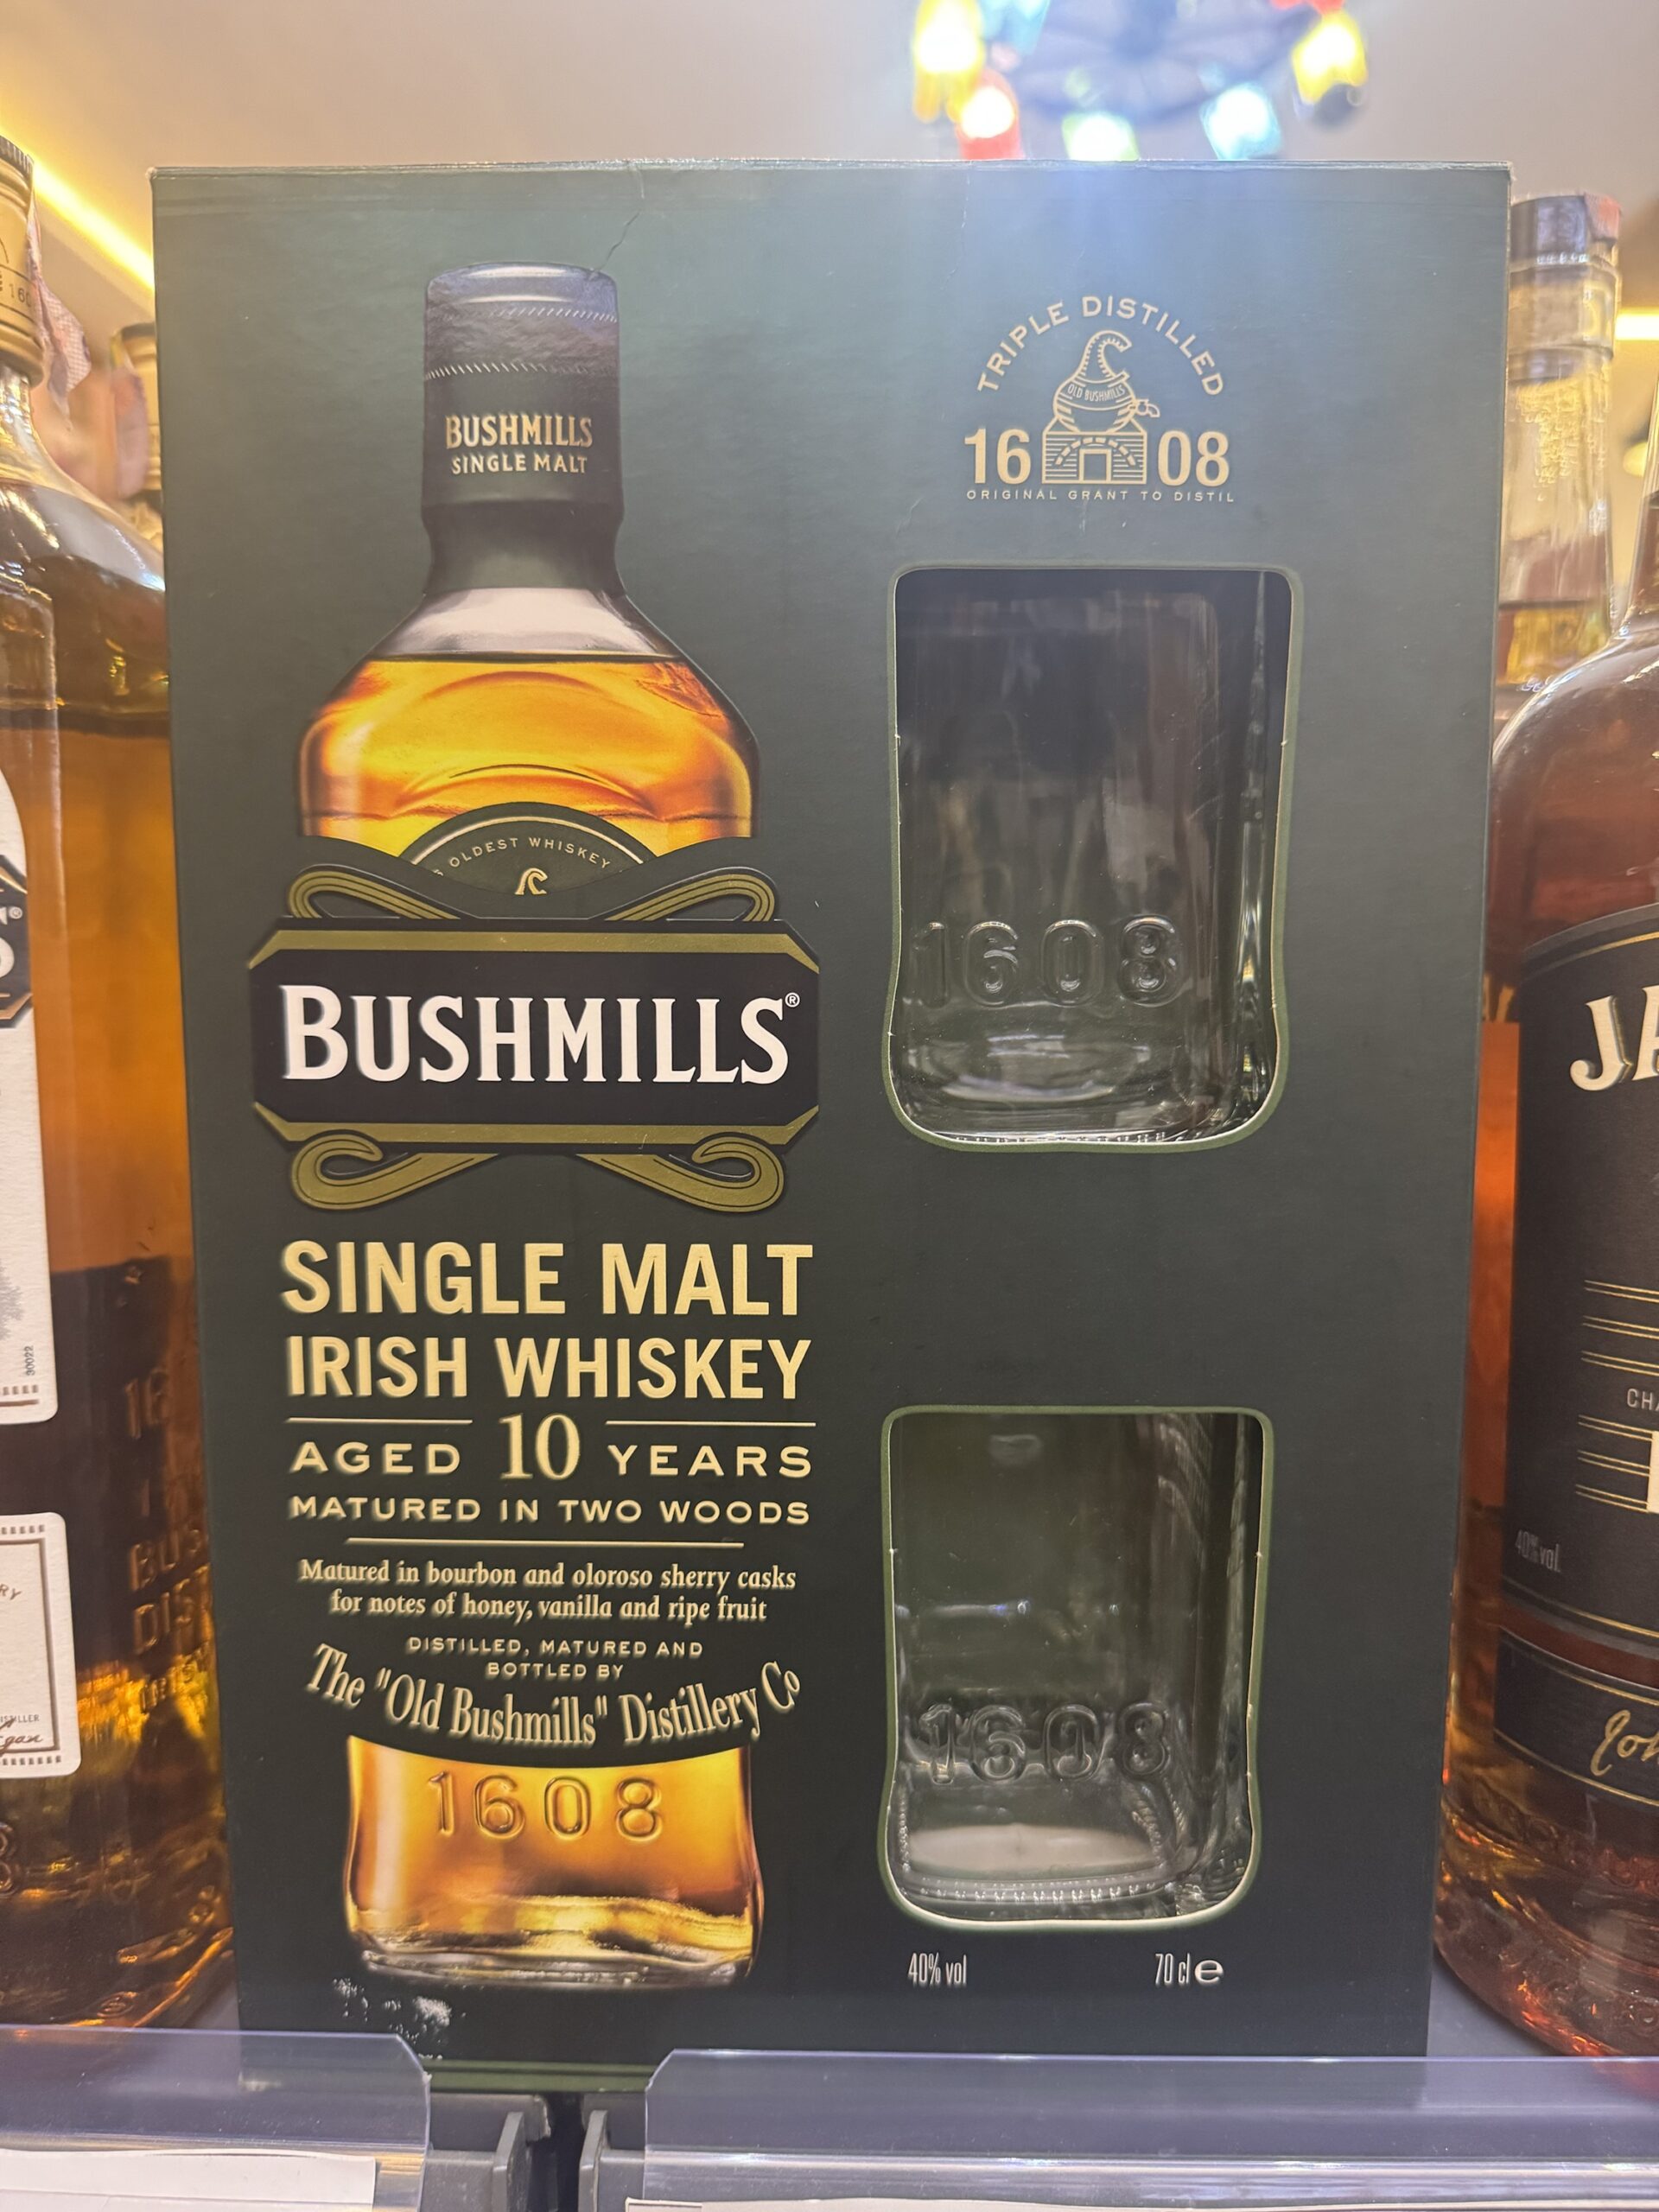 BUSHMILLS
SINGLE MALT
TRIPLE DISTILLED
OLD BUSHMILLS
16 08
ORIGINAL GRANT TO DISTIL
OLDEST WHISKEY
BUSHMILLS®
SINGLE MALT
IRISH WHISKEY
AGED 10 YEARS
MATURED IN TWO WOODS
Matured in bourbon and oloroso sherry casks
for notes of honey, vanilla and ripe fruit
DISTILLED, MATURED AND
BOTTLED BY
The "Old Bushmills" Distillery Co
1608
1608
1608
40% vol
70 cl e
30022
40% vol